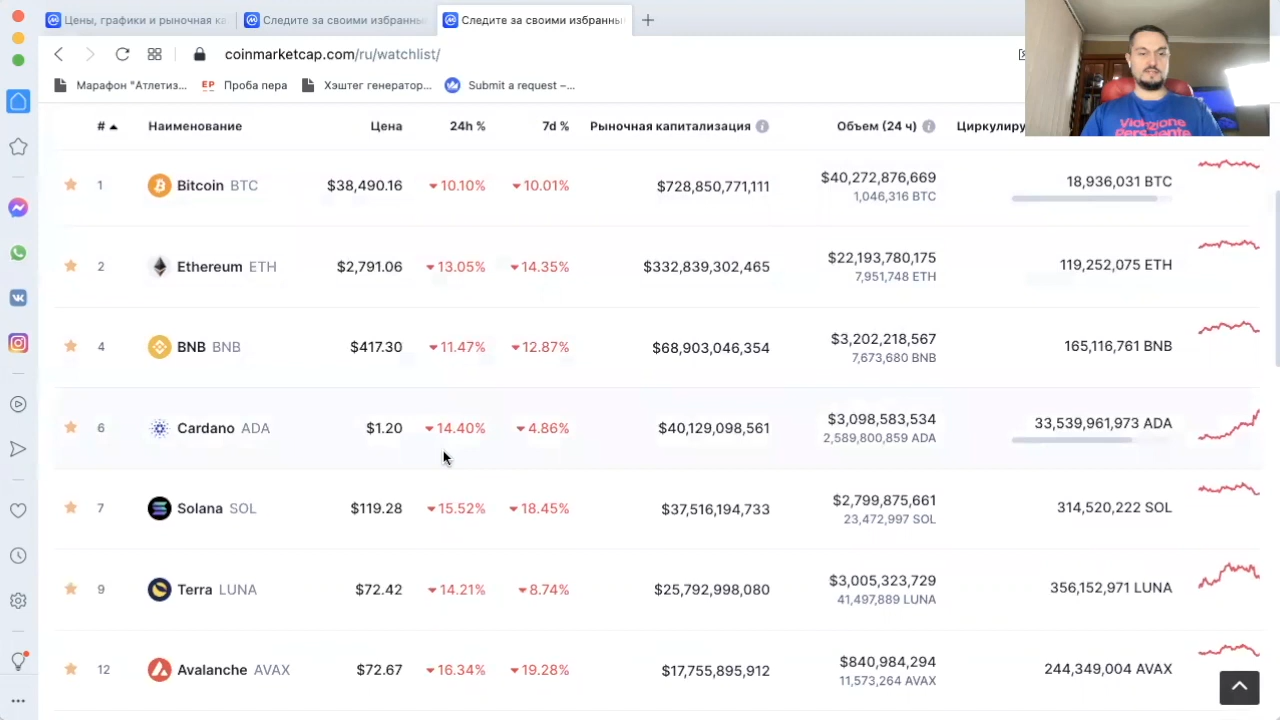 Цены, графики и рыночная ка
Следите за своими избранны
Следите за своими избранны
coinmarketcap.com/ru/watchlist/
Марафон "Атлетиз...
EP Проба пера
Хэштег генератор...
Submit a request –...
# Наименование Цена 24h % 7d % Рыночная капитализация Объем (24 ч) Циркулиру
1 Bitcoin BTC $38,490.16 10.10% 10.01% $728,850,771,111 $40,272,876,669 18,936,031 BTC
1,046,316 BTC
2 Ethereum ETH $2,791.06 13.05% 14.35% $332,839,302,465 $22,193,780,175 119,252,075 ETH
7,951,748 ETH
4 BNB BNB $417.30 11.47% 12.87% $68,903,046,354 $3,202,218,567 165,116,761 BNB
7,673,680 BNB
6 Cardano ADA $1.20 14.40% 4.86% $40,129,098,561 $3,098,583,534 33,539,961,973 ADA
2,589,800,859 ADA
7 Solana SOL $119.28 15.52% 18.45% $37,516,194,733 $2,799,875,661 314,520,222 SOL
23,472,997 SOL
9 Terra LUNA $72.42 14.21% 8.74% $25,792,998,080 $3,005,323,729 356,152,971 LUNA
41,497,889 LUNA
12 Avalanche AVAX $72.67 16.34% 19.28% $17,755,895,912 $840,984,294 244,349,004 AVAX
11,573,264 AVAX